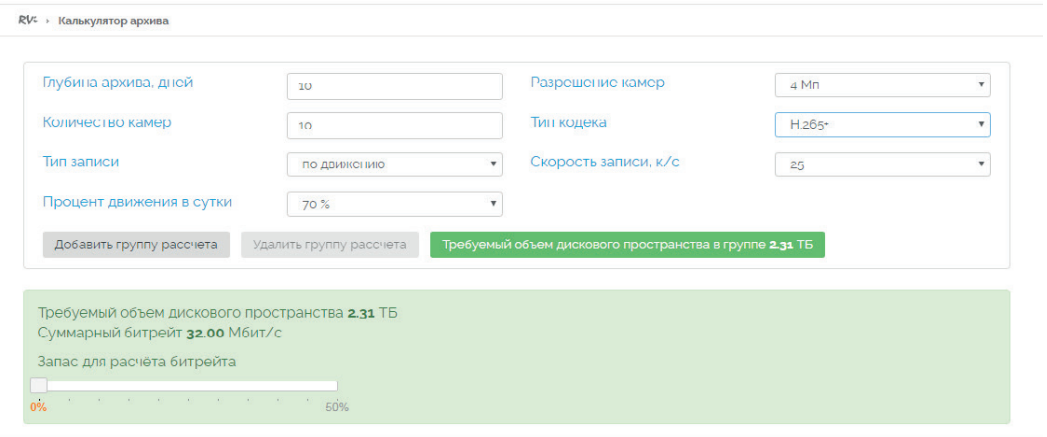 RVi › Калькулятор архива
Глубина архива, дней 10 Разрешение камер 4 Мп
Количество камер 10 Тип кодека H.265+
Тип записи по движению Скорость записи, к/с 25
Процент движения в сутки 70 %
Добавить группу рассчета Удалить группу рассчета Требуемый объем дискового пространства в группе 2.31 ТБ
Требуемый объем дискового пространства 2.31 ТБ
Суммарный битрейт 32.00 Мбит/с
Запас для расчёта битрейта
0% 50%